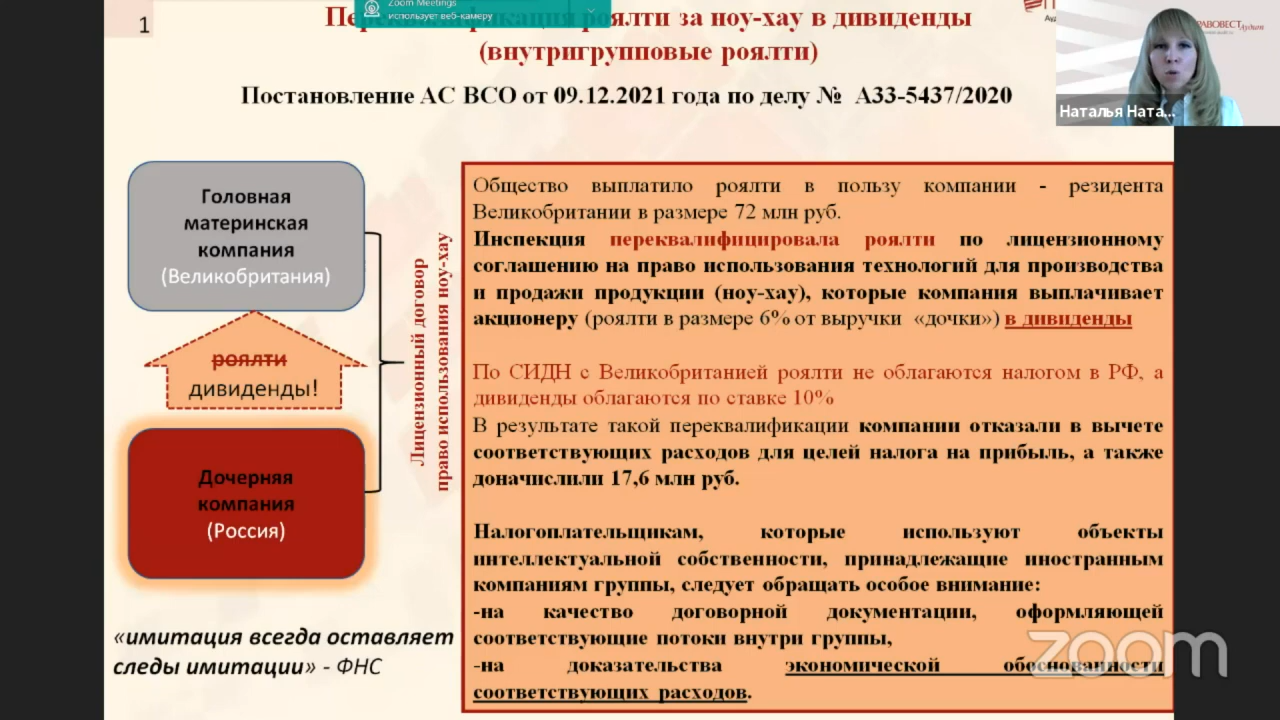 Zoom Meetings
использует веб-камеру
1
Переквалификация роялти за ноу-хау в дивиденды
(внутригрупповые роялти)
Постановление АС ВСО от 09.12.2021 года по делу № А33-5437/2020
Наталья Ната...
Головная
материнская
компания
(Великобритания)
роялти
дивиденды!
Дочерняя
компания
(Россия)
Лицензионный договор
право использования ноу-хау
«имитация всегда оставляет
следы имитации» - ФНС
Общество выплатило роялти в пользу компании - резидента
Великобритании в размере 72 млн руб.
Инспекция переквалифицировала роялти по лицензионному
соглашению на право использования технологий для производства
и продажи продукции (ноу-хау), которые компания выплачивает
акционеру (роялти в размере 6% от выручки «дочки») в дивиденды
По СИДН с Великобританией роялти не облагаются налогом в РФ, а
дивиденды облагаются по ставке 10%
В результате такой переквалификации компании отказали в вычете
соответствующих расходов для целей налога на прибыль, а также
доначислили 17,6 млн руб.
Налогоплательщикам, которые используют объекты
интеллектуальной собственности, принадлежащие иностранным
компаниям группы, следует обращать особое внимание:
-на качество договорной документации, оформляющей
соответствующие потоки внутри группы,
-на доказательства экономической обоснованности
соответствующих расходов.
zoom